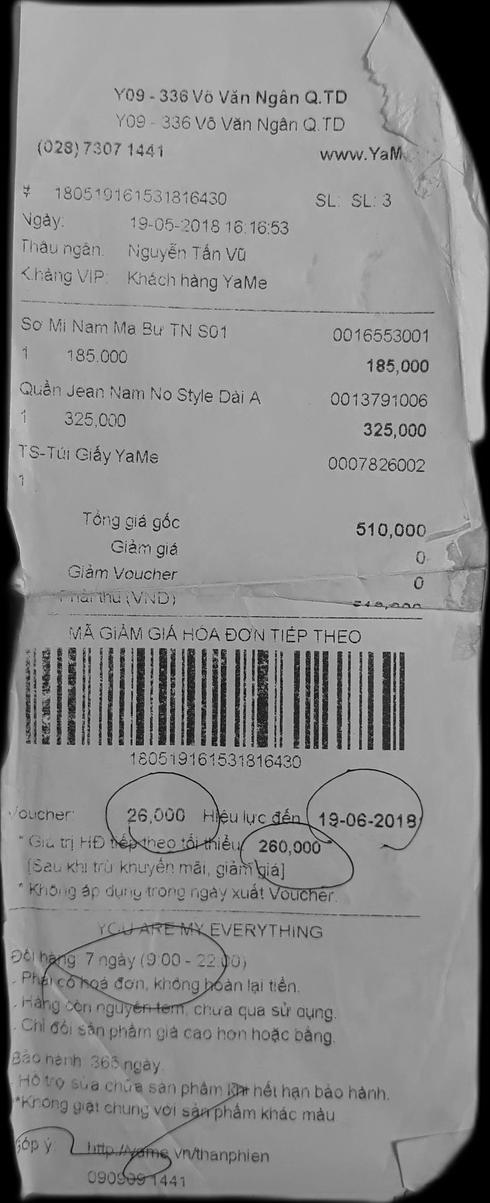 Y09 - 336 Võ Văn Ngân Q.TD
Y09 - 336 Võ Văn Ngân Q.TD
(028) 7307 1441 www.YaM
# 180519161531816430 SL: SL: 3
Ngày: 19-05-2018 16:16:53
Thâu ngân: Nguyễn Tấn Vũ
Khàng VIP: Khách hàng YaMe
Sơ Mi Nam Ma Bư TN S01 0016553001
1 185,000 185,000
Quần Jean Nam No Style Dài A 0013791006
1 325,000 325,000
TS-Túi Giấy YaMe 0007826002
1
Tổng giá gốc 510,000
Giảm giá 0
Giảm Voucher 0
Phải thu (VND) 510,000
MÃ GIẢM GIÁ HÓA ĐƠN TIẾP THEO
180519161531816430
Voucher: 26,000 Hiệu lực đến 19-06-2018
* Giá trị HĐ tiếp theo tối thiểu 260,000
[Sau khi trừ khuyến mãi, giảm giá]
* Không áp dụng trong ngày xuất Voucher.
YOU ARE MY EVERYTHING
Đổi hàng: 7 ngày (9:00 - 22:00)
. Phải có hoá đơn, không hoàn lại tiền.
. Hàng còn nguyên tem, chưa qua sử dụng.
. Chỉ đổi sản phẩm giá cao hơn hoặc bằng.
Bảo hành: 365 ngày
. Hỗ trợ sửa chữa sản phẩm khi hết hạn bảo hành.
*Không giặt chung với sản phẩm khác màu
Góp ý: http://yame.vn/thanphien
090909 1441